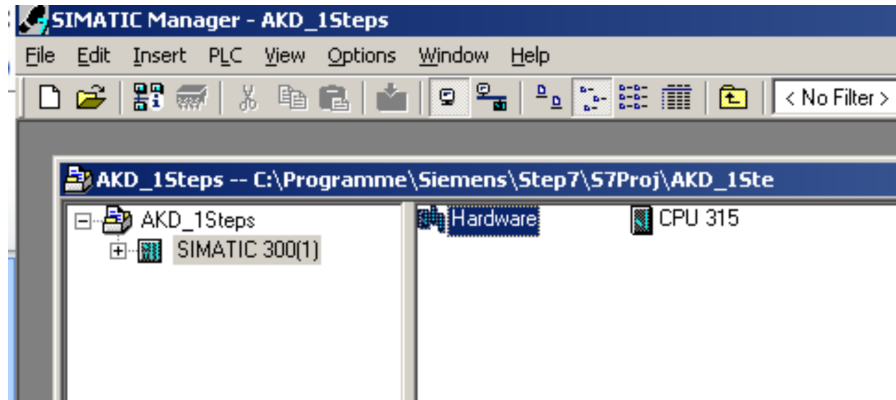 SIMATIC Manager - AKD_1Steps
File Edit Insert PLC View Options Window Help
< No Filter >
AKD_1Steps -- C:\Programme\Siemens\Step7\S7Proj\AKD_1Ste
AKD_1Steps Hardware CPU 315
SIMATIC 300(1)